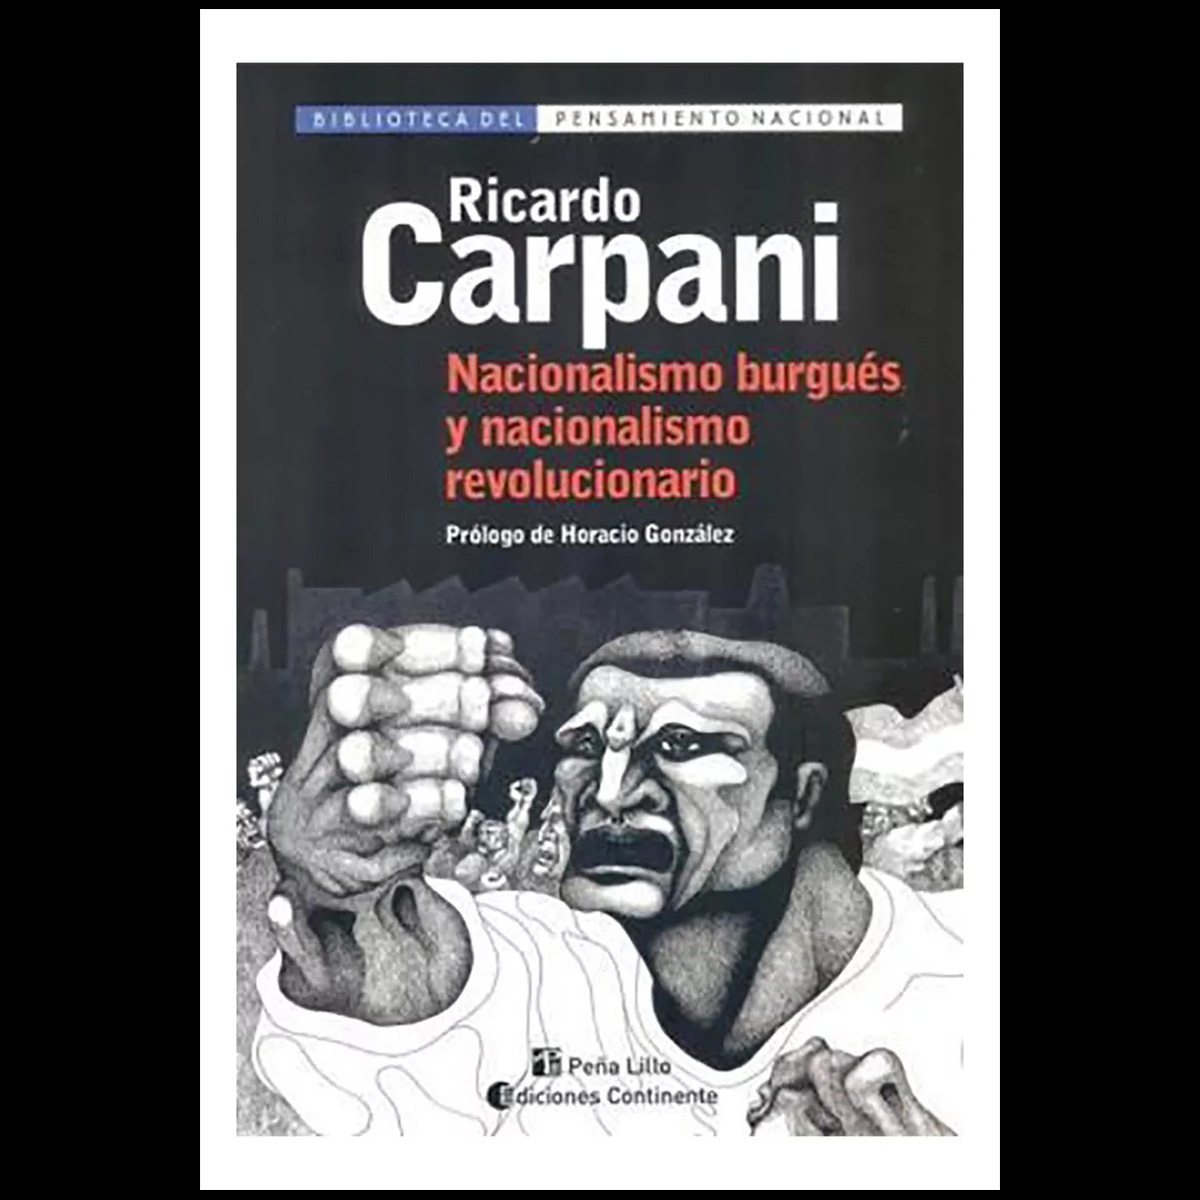 BIBLIOTECA DEL PENSAMIENTO NACIONAL
Ricardo
Carpani
Nacionalismo burgués
y nacionalismo
revolucionario
Prólogo de Horacio González
Peña Lillo
Ediciones Continente